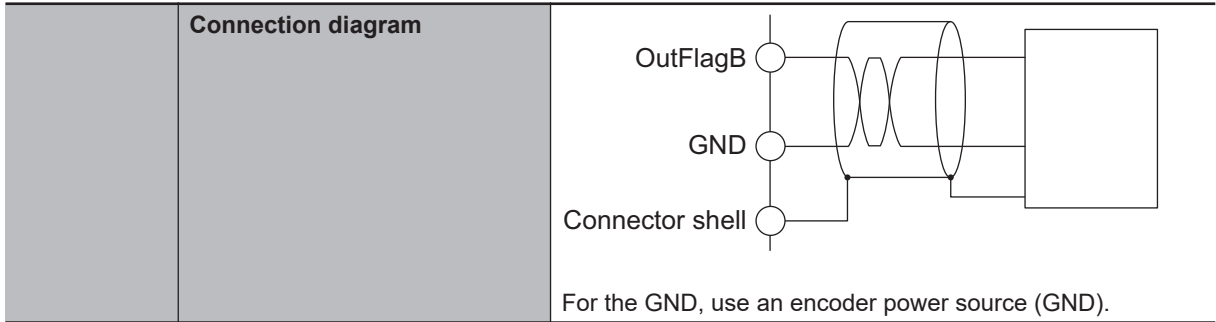 Connection diagram
OutFlagB
GND
Connector shell
For the GND, use an encoder power source (GND).